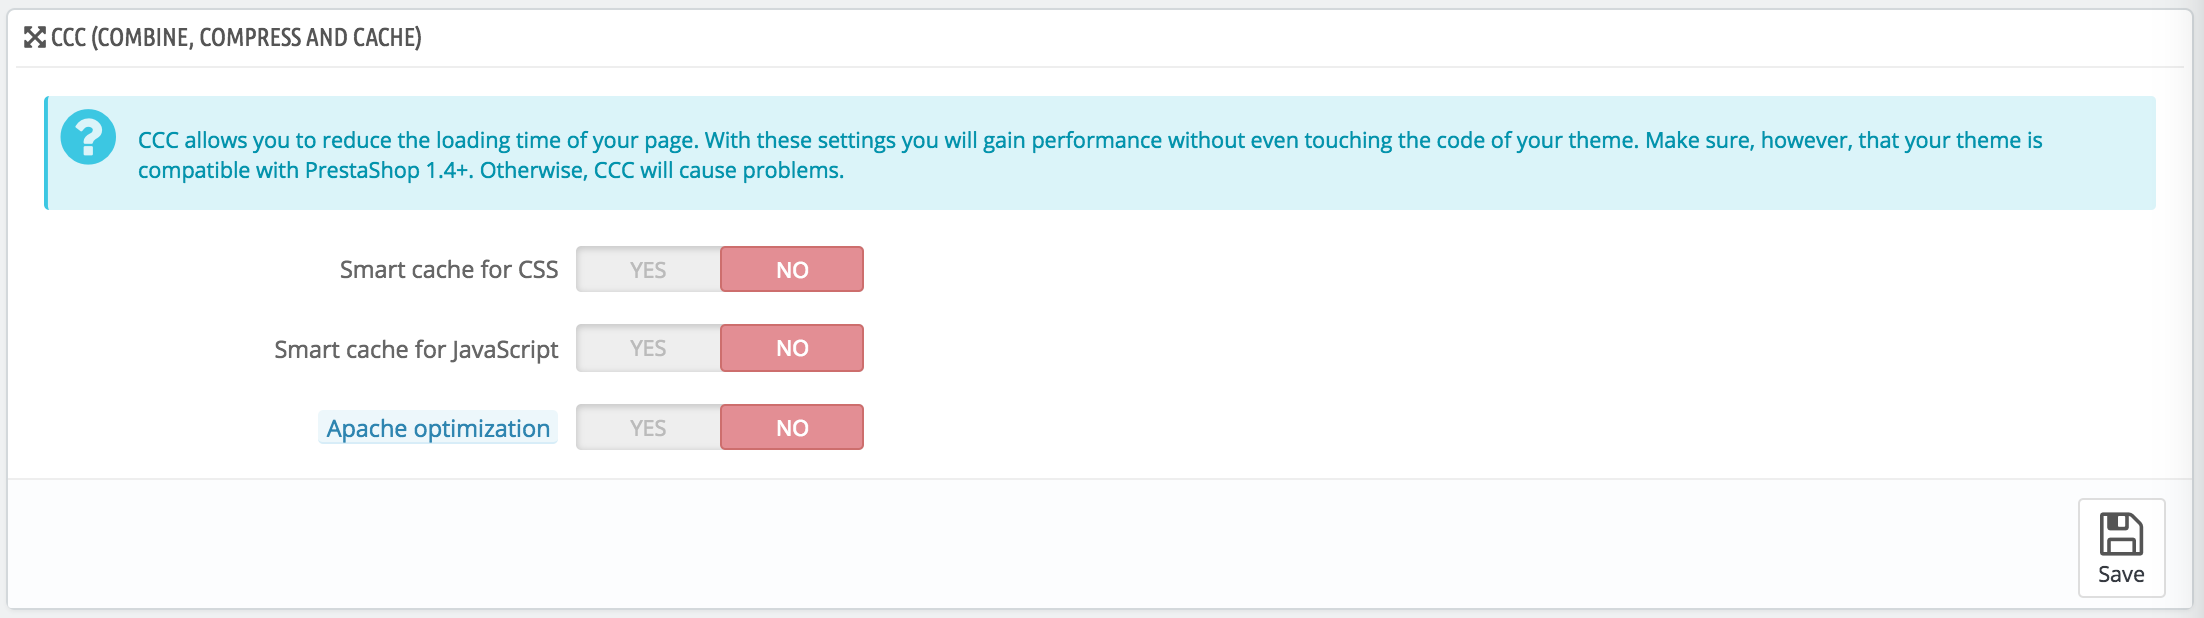 CCC (COMBINE, COMPRESS AND CACHE)
CCC allows you to reduce the loading time of your page. With these settings you will gain performance without even touching the code of your theme. Make sure, however, that your theme is
compatible with PrestaShop 1.4+. Otherwise, CCC will cause problems.
Smart cache for CSS YES NO
Smart cache for JavaScript YES NO
Apache optimization YES NO
Save